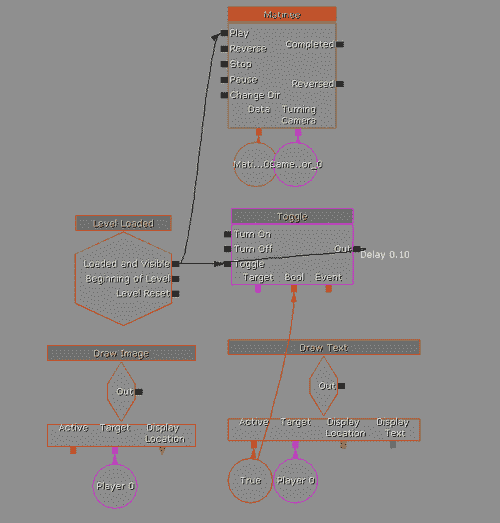 Matinee
Play
Reverse
Stop
Pause
Change Dir
Completed
Reversed
Data
Turning
Camera
Mat
or_0
Level Loaded
Loaded and Visible
Beginning of Level
Level Reset
Toggle
Turn On
Turn Off
Toggle
Out
Delay 0.10
Target
Bool
Event
Draw Image
Out
Active
Target
Display
Location
Player 0
Draw Text
Out
Active
Target
Display
Location
Display
Text
True
Player 0